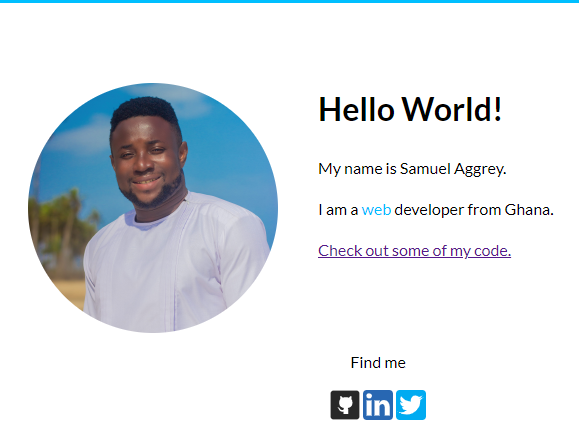 Hello World!
My name is Samuel Aggrey.
I am a web developer from Ghana.
Check out some of my code.
Find me
in